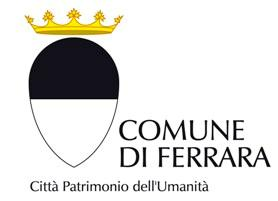 COMUNE
DI FERRARA
Città Patrimonio dell'Umanità